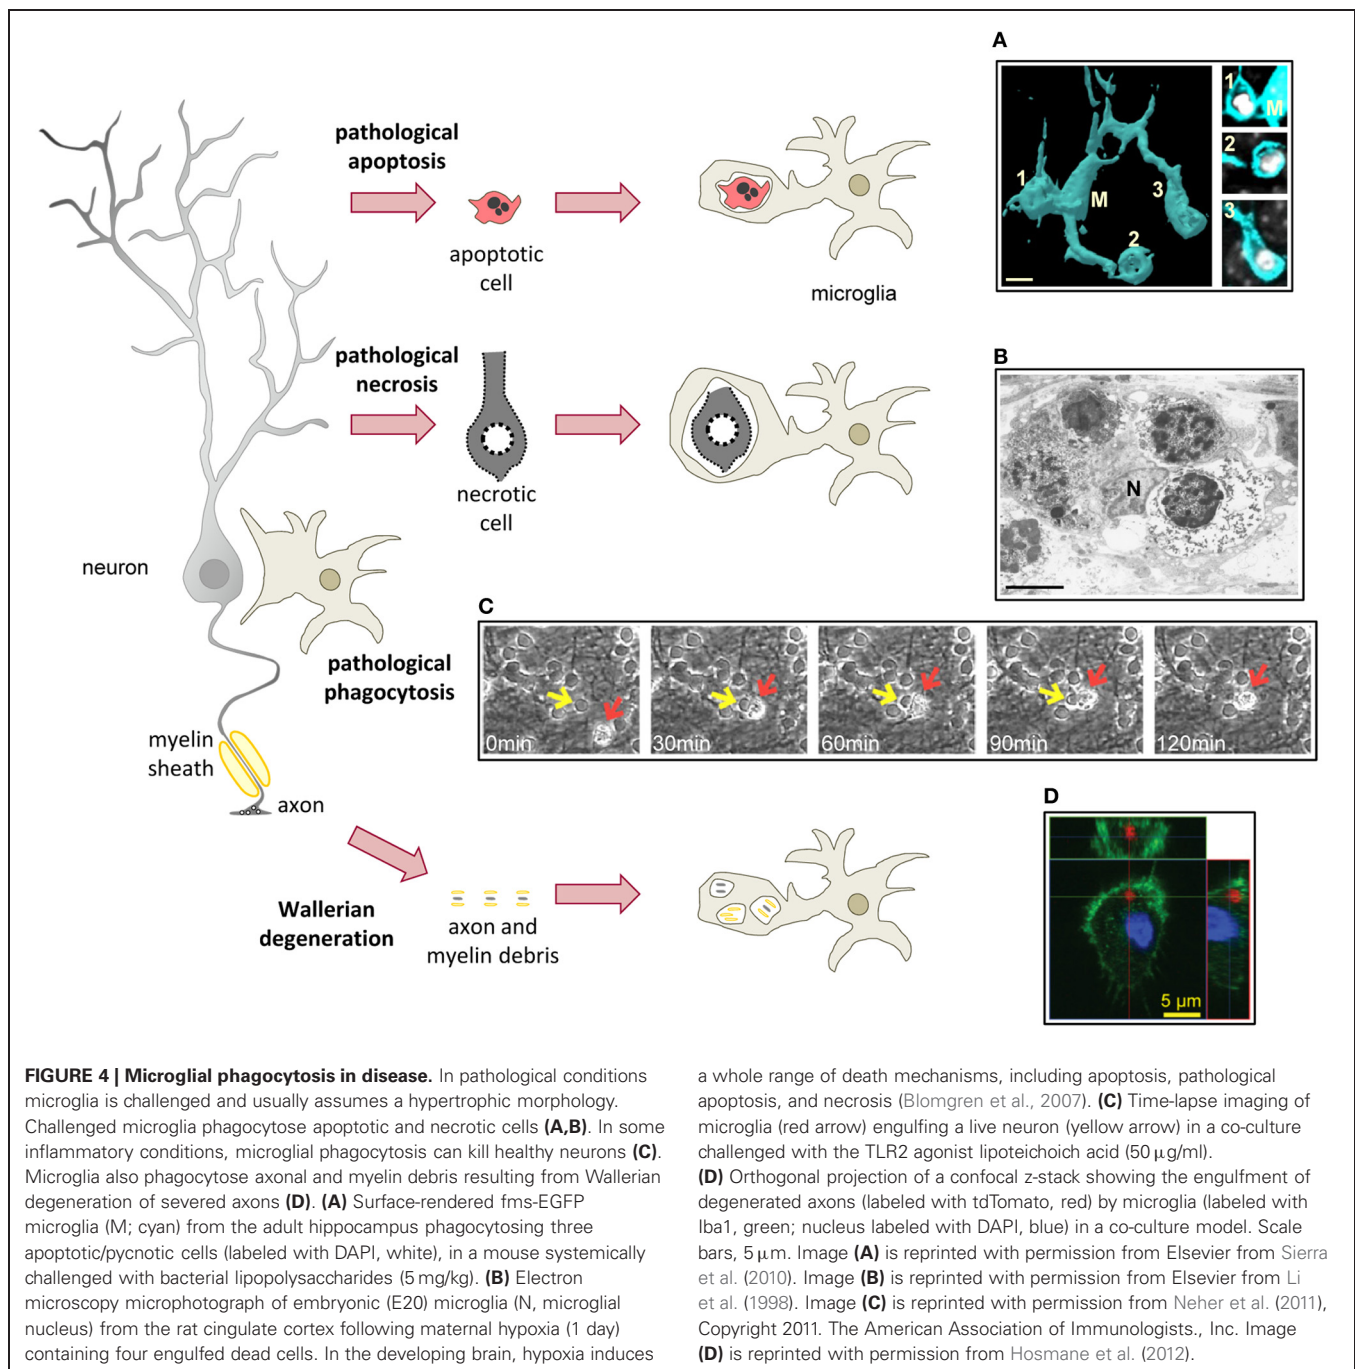 A
pathological
apoptosis
apoptotic
cell
microglia
1
M
2
3
1
M
2
3
B
pathological
necrosis
necrotic
cell
N
neuron
C
pathological
phagocytosis
0min
30min
60min
90min
120min
myelin
sheath
axon
D
Wallerian
degeneration
axon and
myelin debris
5 µm
FIGURE 4 | Microglial phagocytosis in disease. In pathological conditions
microglia is challenged and usually assumes a hypertrophic morphology.
Challenged microglia phagocytose apoptotic and necrotic cells (A,B). In some
inflammatory conditions, microglial phagocytosis can kill healthy neurons (C).
Microglia also phagocytose axonal and myelin debris resulting from Wallerian
degeneration of severed axons (D). (A) Surface-rendered fms-EGFP
microglia (M; cyan) from the adult hippocampus phagocytosing three
apoptotic/pycnotic cells (labeled with DAPI, white), in a mouse systemically
challenged with bacterial lipopolysaccharides (5 mg/kg). (B) Electron
microscopy microphotograph of embryonic (E20) microglia (N, microglial
nucleus) from the rat cingulate cortex following maternal hypoxia (1 day)
containing four engulfed dead cells. In the developing brain, hypoxia induces
a whole range of death mechanisms, including apoptosis, pathological
apoptosis, and necrosis (Blomgren et al., 2007). (C) Time-lapse imaging of
microglia (red arrow) engulfing a live neuron (yellow arrow) in a co-culture
challenged with the TLR2 agonist lipoteichoich acid (50 µg/ml).
(D) Orthogonal projection of a confocal z-stack showing the engulfment of
degenerated axons (labeled with tdTomato, red) by microglia (labeled with
Iba1, green; nucleus labeled with DAPI, blue) in a co-culture model. Scale
bars, 5 µm. Image (A) is reprinted with permission from Elsevier from Sierra
et al. (2010). Image (B) is reprinted with permission from Elsevier from Li
et al. (1998). Image (C) is reprinted with permission from Neher et al. (2011),
Copyright 2011. The American Association of Immunologists., Inc. Image
(D) is reprinted with permission from Hosmane et al. (2012).